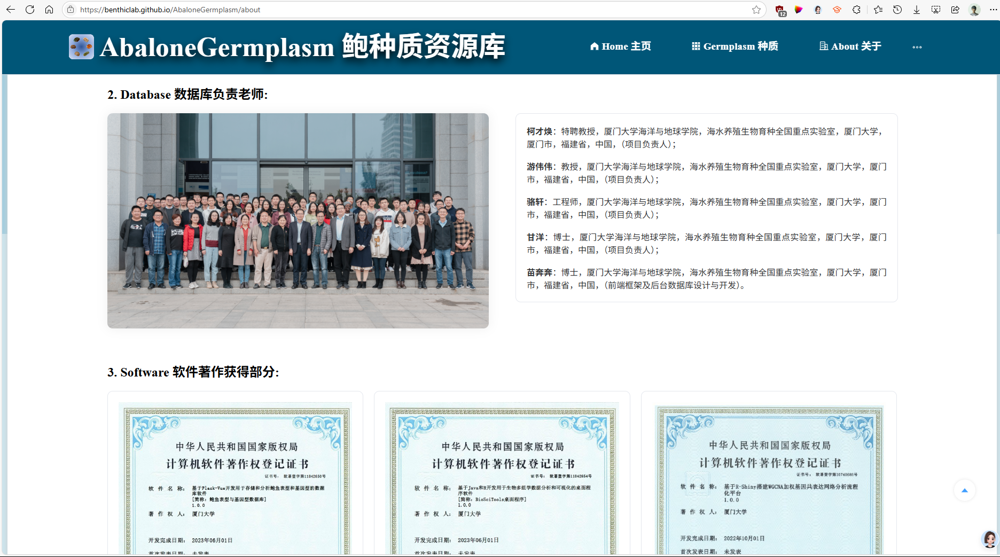 https://benthiclab.github.io/AbaloneGermplasm/about
12
AbaloneGermplasm 鲍种质资源库
Home 主页
Germplasm 种质
About 关于
2. Database 数据库负责老师:
柯才焕：特聘教授，厦门大学海洋与地球学院，海水养殖生物育种全国重点实验室，厦门大学，
厦门市，福建省，中国，（项目负责人）；
游伟伟：教授，厦门大学海洋与地球学院，海水养殖生物育种全国重点实验室，厦门大学，厦门
市，福建省，中国，（项目负责人）；
骆轩：工程师，厦门大学海洋与地球学院，海水养殖生物育种全国重点实验室，厦门大学，厦门
市，福建省，中国，（项目负责人）；
甘洋：博士，厦门大学海洋与地球学院，海水养殖生物育种全国重点实验室，厦门大学，厦门
市，福建省，中国，（项目负责人）；
苗奔奔：博士，厦门大学海洋与地球学院，海水养殖生物育种全国重点实验室，厦门大学，厦门
市，福建省，中国，（前端框架及后台数据库设计与开发）。
3. Software 软件著作获得部分:
中华人民共和国国家版权局
计算机软件著作权登记证书
证书号： 软著登字第11842650号
软件名称： 基于Flask-Vue开发用于存储和分析鲍鱼表型和基因型的数据
库软件
[简称：鲍鱼表型与基因型数据库]
1.0.0
著作权人： 厦门大学
开发完成日期： 2023年06月01日
首次发表日期： 未发表
中华人民共和国国家版权局
计算机软件著作权登记证书
证书号： 软著登字第11842654号
软件名称： 基于Java和R开发用于生物多组学数据分析和可视化的桌面程
序软件
[简称：BioSciTools桌面程序]
1.0.0
著作权人： 厦门大学
开发完成日期： 2023年06月01日
首次发表日期： 未发表
中华人民共和国国家版权局
计算机软件著作权登记证书
证书号： 软著登字第10740686号
软件名称： 基于R-Shiny搭建WGCNA加权基因共表达网络分析流程
化平台
1.0.0
著作权人： 厦门大学
开发完成日期： 2022年10月01日
首次发表日期： 未发表